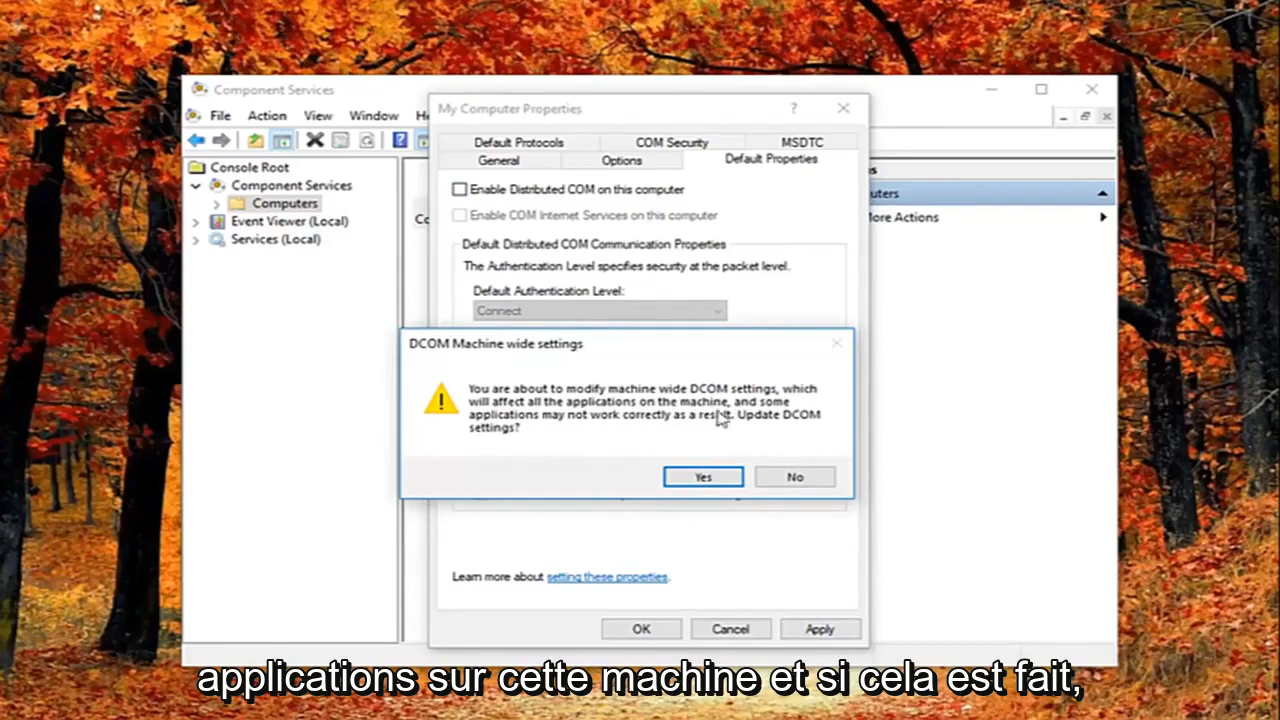 Component Services
File Action View Window He
Console Root
Component Services
Computers
Event Viewer (Local)
Services (Local)
Co
uters
ore Actions
My Computer Properties
?
Default Protocols COM Security MSDTC
General Options Default Properties
Enable Distributed COM on this computer
Enable COM Internet Services on this computer
Default Distributed COM Communication Properties
The Authentication Level specifies security at the packet level.
Default Authentication Level:
Connect
DCOM Machine wide settings
You are about to modify machine wide DCOM settings, which
will affect all the applications on the machine, and some
applications may not work correctly as a result. Update DCOM
settings?
Yes No
Learn more about setting these properties.
OK Cancel Apply
applications sur cette machine et si cela est fait,